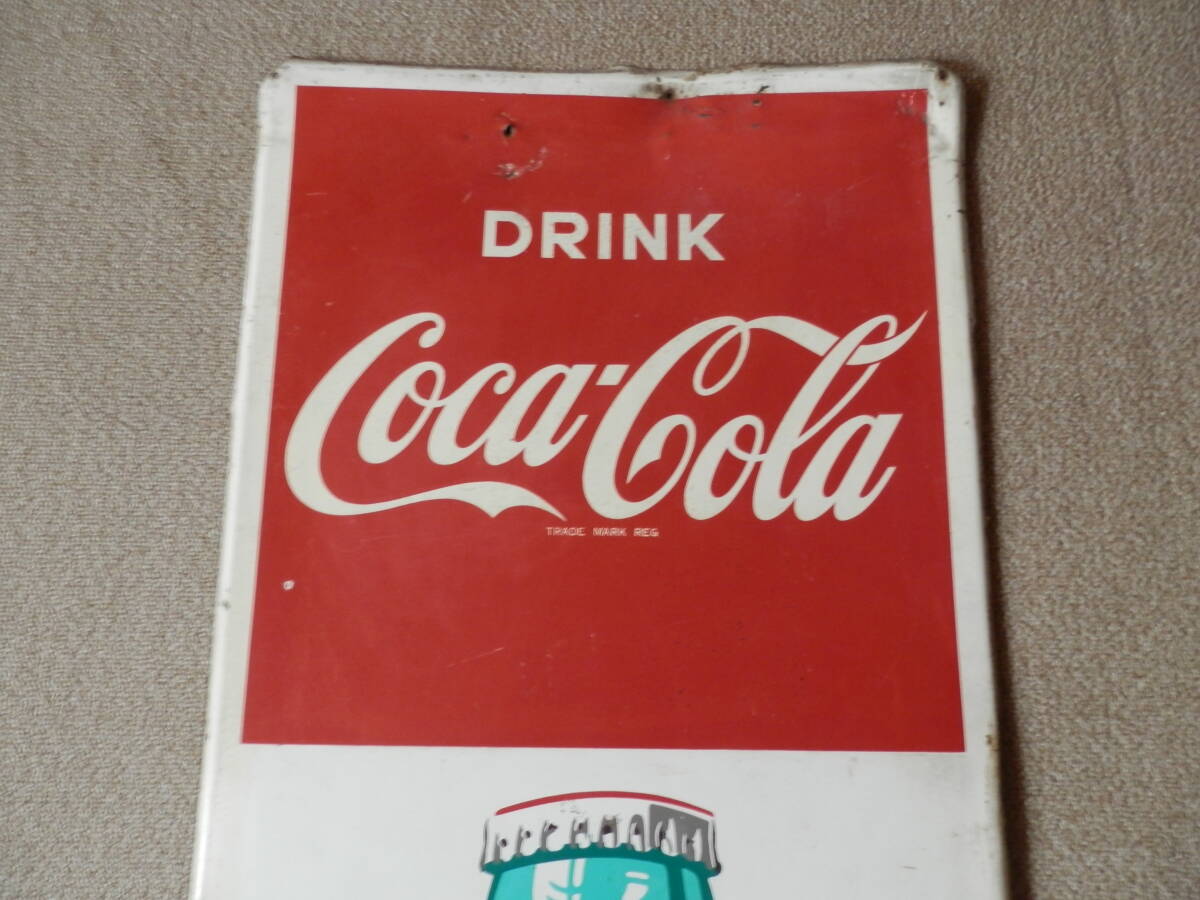 DRINK
Coca-Cola
TRADE MARK REG